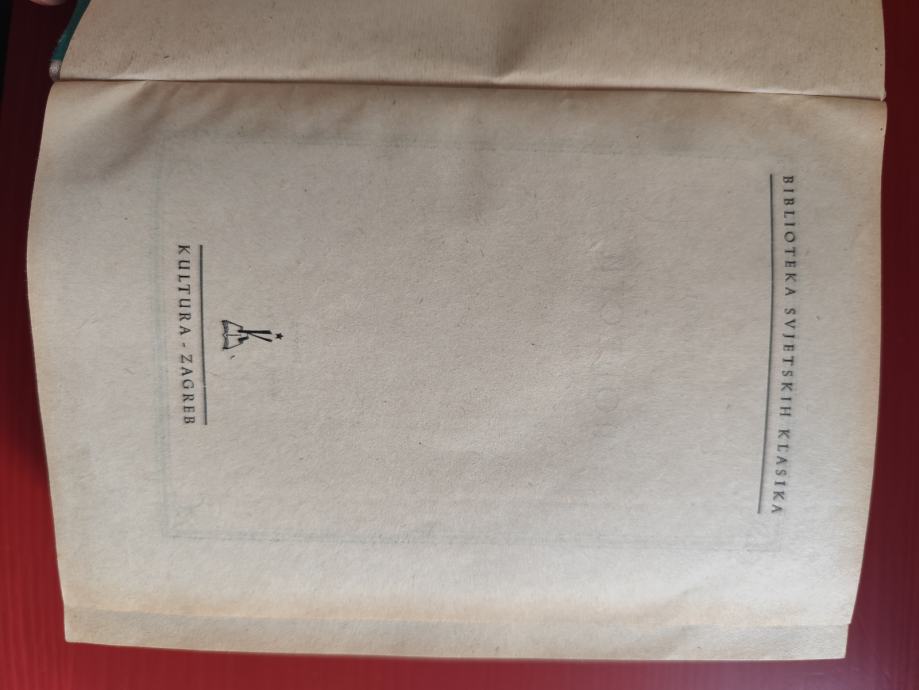 BIBLIOTEKA SVJETSKIH KLASIKA
KULTURA - ZAGREB